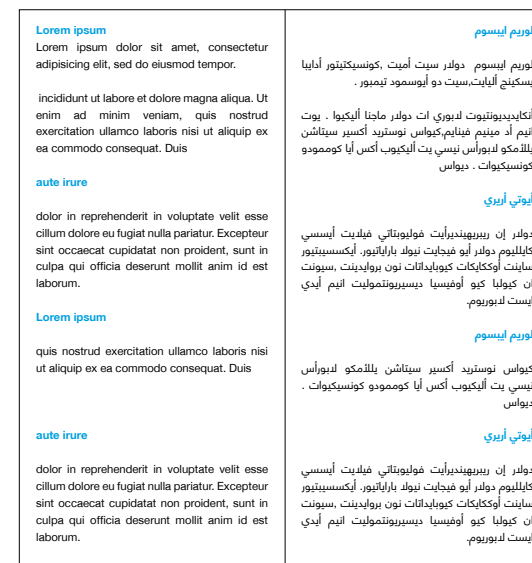 Lorem ipsum
Lorem ipsum dolor sit amet, consectetur
adipisicing elit, sed do eiusmod tempor.
incididunt ut labore et dolore magna aliqua. Ut
enim ad minim veniam, quis nostrud
exercitation ullamco laboris nisi ut aliquip ex
ea commodo consequat. Duis
aute irure
dolor in reprehenderit in voluptate velit esse
cillum dolore eu fugiat nulla pariatur. Excepteur
sint occaecat cupidatat non proident, sunt in
culpa qui officia deserunt mollit anim id est
laborum.
Lorem ipsum
quis nostrud exercitation ullamco laboris nisi
ut aliquip ex ea commodo consequat. Duis
aute irure
dolor in reprehenderit in voluptate velit esse
cillum dolore eu fugiat nulla pariatur. Excepteur
sint occaecat cupidatat non proident, sunt in
culpa qui officia deserunt mollit anim id est
laborum.
لوريم ايبسوم
لوريم ايبسوم دولار سيت أميت ,كونسيكتيتور أدايبا
يسكينج أليايت,سيت دو أيوسمود تيمبور .
أنكايديديونتيوت لابوري ات دولار ماجنا أليكيوا . يوت
انيم أد مينيم فينايم,كيواس نوستريد أكسير سيتاشن
يللأمكو لابورأس نيسي يت أليكيوب أكس أيا كوممودو
كونسيكيوات . ديواس
أيوتي أريري
دولار إن ريبريهينديرأيت فوليوبتاتي فيلايت أيسسي
كايلليوم دولار أيو فيجايت نيولا باراياتيور. أيكسسيبتيور
ساينت أوككايكات كيوبايداتات نون بروايدينت ,سيونت
ان كيولبا كيو أوفيسيا ديسيريونتموليت انيم أيدي
ايست لابوريوم.
لوريم ايبسوم
كيواس نوستريد أكسير سيتاشن يللأمكو لابورأس
نيسي يت أليكيوب أكس أيا كوممودو كونسيكيوات .
ديواس
أيوتي أريري
دولار إن ريبريهينديرأيت فوليوبتاتي فيلايت أيسسي
كايلليوم دولار أيو فيجايت نيولا باراياتيور. أيكسسيبتيور
ساينت أوككايكات كيوبايداتات نون بروايدينت ,سيونت
ان كيولبا كيو أوفيسيا ديسيريونتموليت انيم أيدي
ايست لابوريوم.